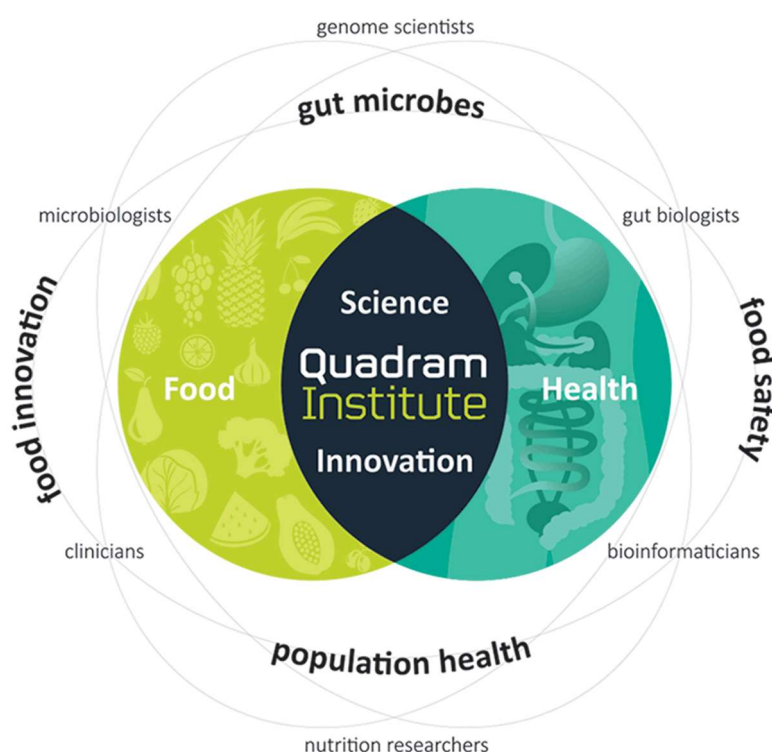 genome scientists
gut microbes
microbiologists
gut biologists
food innovation
food safety
Science
Quadram
Institute
Food
Health
Innovation
clinicians
bioinformaticians
population health
nutrition researchers